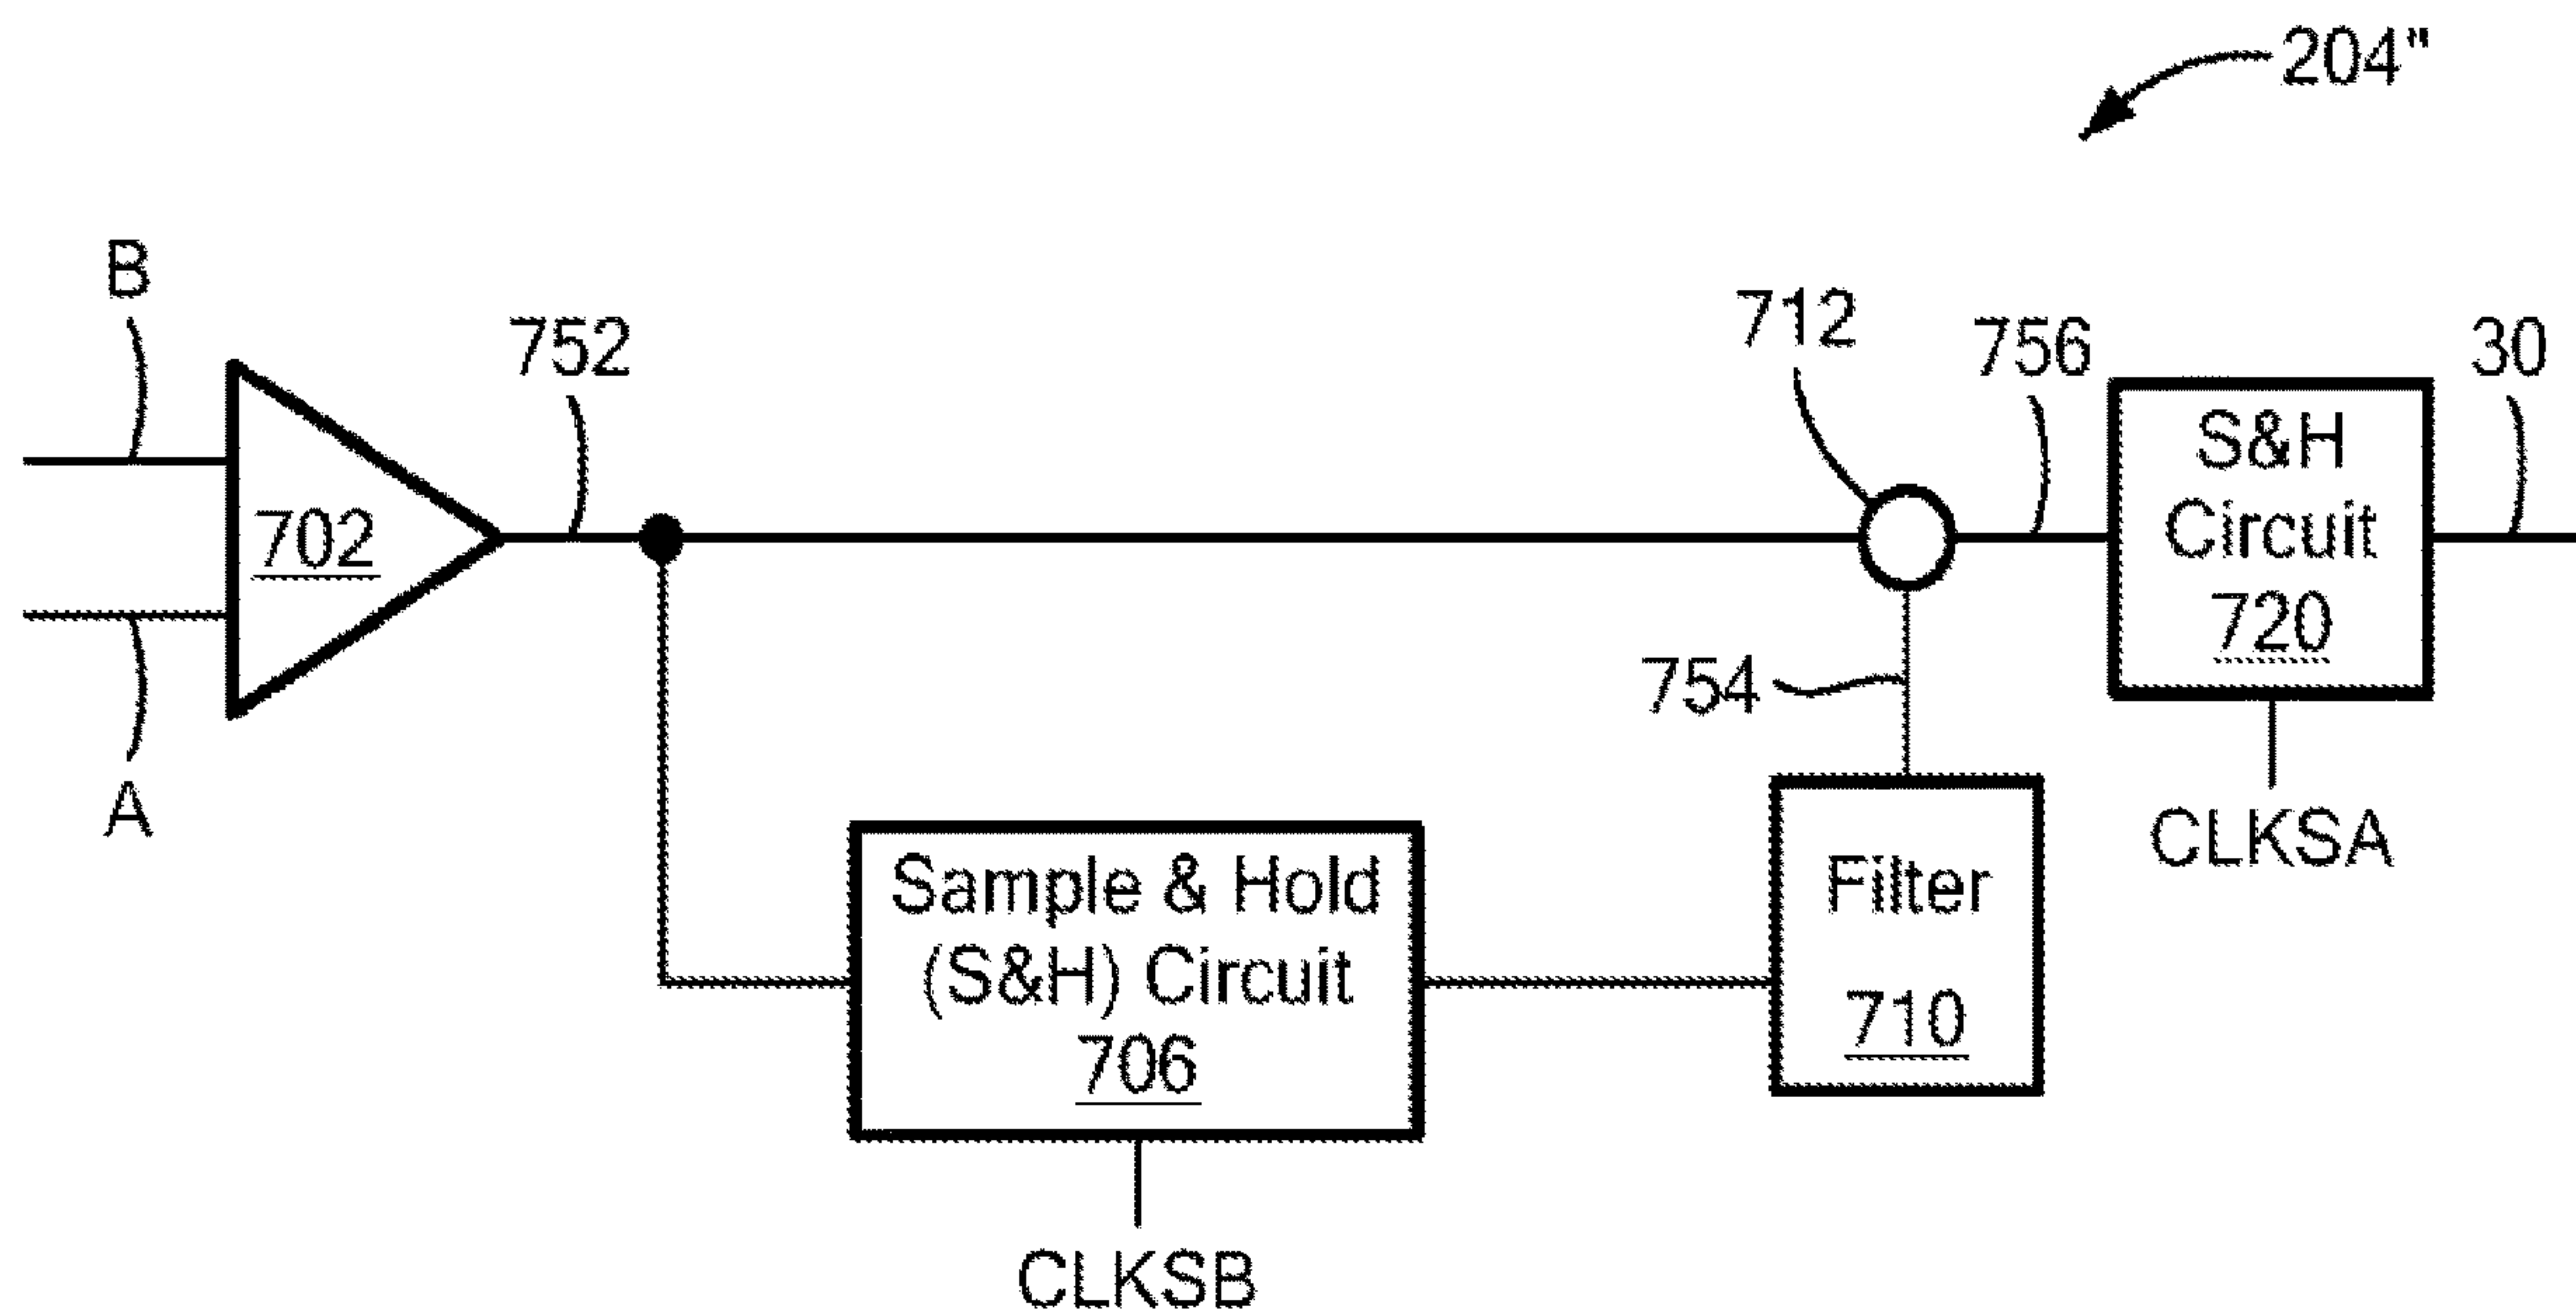 204"
B
752
712
756
30
S&H
Circuit
720
702
754
A
CLKSA
Sample & Hold
(S&H) Circuit
706
Filter
710
CLKSB